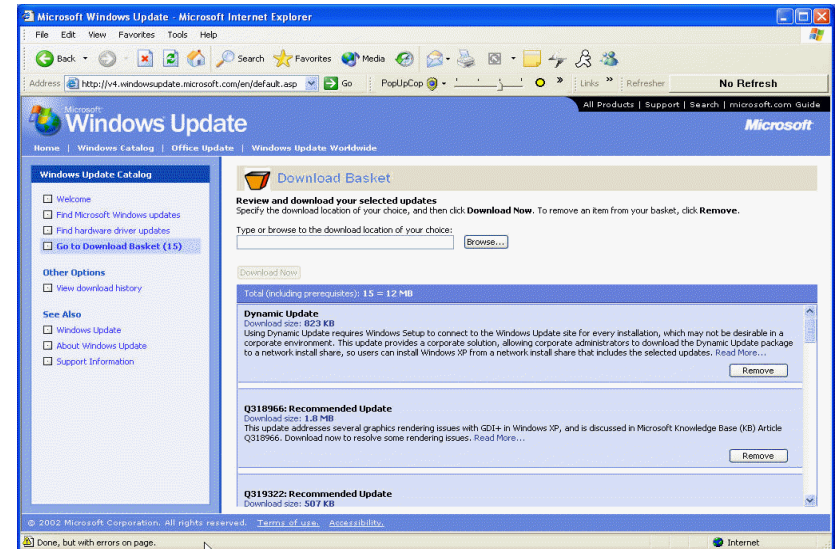 Microsoft Windows Update - Microsoft Internet Explorer
File Edit View Favorites Tools Help
Back Search Favorites Media
Address http://v4.windowsupdate.microsoft.com/en/default.asp Go PopUpCop Links » Refresher No Refresh
All Products | Support | Search | microsoft.com Guide
Microsoft
Windows Update
Microsoft
Home | Windows Catalog | Office Update | Windows Update Worldwide
Windows Update Catalog
Welcome
Find Microsoft Windows updates
Find hardware driver updates
Go to Download Basket (15)
Other Options
View download history
See Also
Windows Update
About Windows Update
Support Information
Download Basket
Review and download your selected updates
Specify the download location of your choice, and then click Download Now. To remove an item from your basket, click Remove.
Type or browse to the download location of your choice:
Browse...
Download Now
Total (including prerequisites): 15 = 12 MB
Dynamic Update
Download size: 823 KB
Using Dynamic Update requires Windows Setup to connect to the Windows Update site for every installation, which may not be desirable in a
corporate environment. This update provides a corporate solution, allowing corporate administrators to download the Dynamic Update package
to a network install share, so users can install Windows XP from a network install share that includes the selected updates. Read More...
Remove
Q318966: Recommended Update
Download size: 1.8 MB
This update addresses several graphics rendering issues with GDI+ in Windows XP, and is discussed in Microsoft Knowledge Base (KB) Article
Q318966. Download now to resolve some rendering issues. Read More...
Remove
Q319322: Recommended Update
Download size: 507 KB
© 2002 Microsoft Corporation. All rights reserved. Terms of use. Accessibility.
Done, but with errors on page. Internet